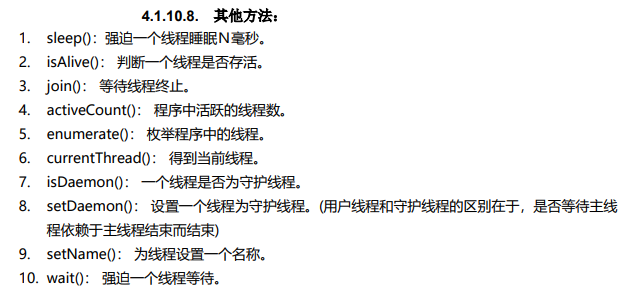 4.1.10.8. 其他方法：
1. sleep()：强迫一个线程睡眠Ｎ毫秒。
2. isAlive()： 判断一个线程是否存活。
3. join()： 等待线程终止。
4. activeCount()： 程序中活跃的线程数。
5. enumerate()： 枚举程序中的线程。
6. currentThread()： 得到当前线程。
7. isDaemon()： 一个线程是否为守护线程。
8. setDaemon()： 设置一个线程为守护线程。(用户线程和守护线程的区别在于，是否等待主线
程依赖于主线程结束而结束)
9. setName()： 为线程设置一个名称。
10. wait()： 强迫一个线程等待。